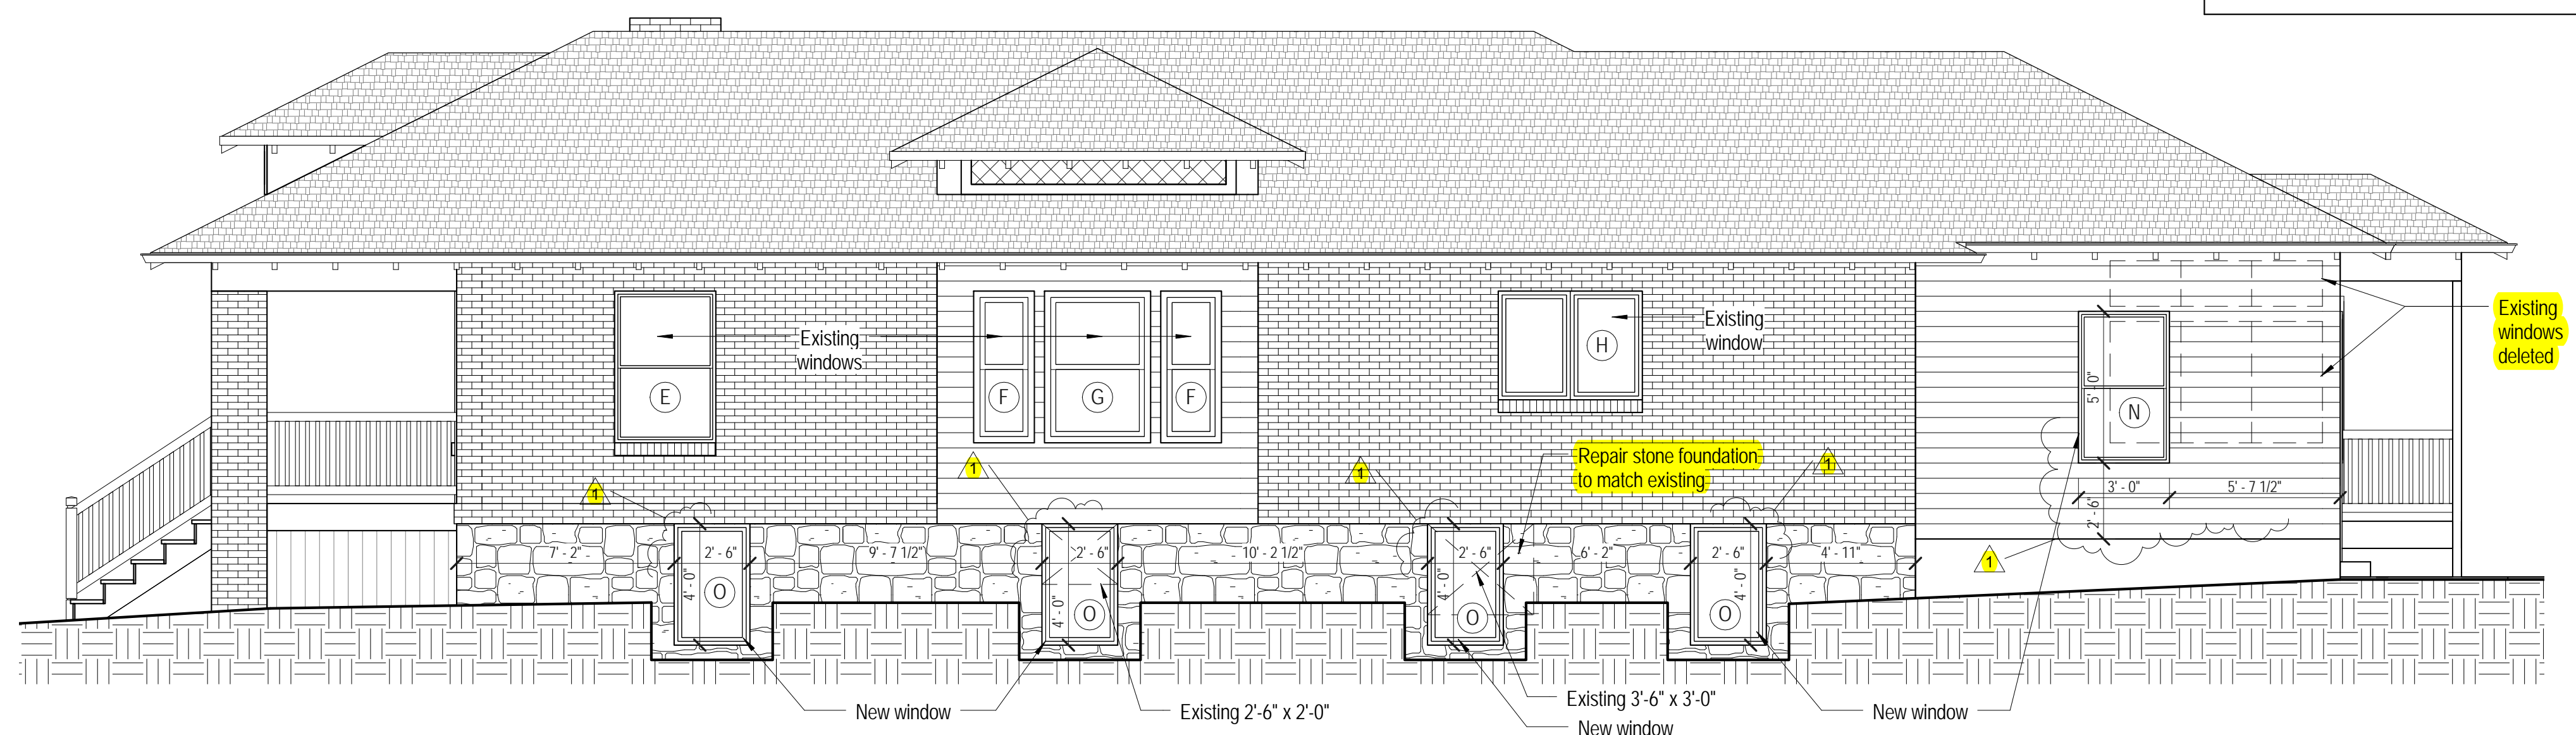 Existing
windows
E
F
G
F
Existing
window
H
N
5' - 0"
3' - 0"
5' - 7 1/2"
2' - 6"
Existing
windows
deleted
1
1
1
1
1
Repair stone foundation
to match existing
7' - 2"
2' - 6"
9' - 7 1/2"
2' - 6"
10' - 2 1/2"
2' - 6"
6' - 2"
2' - 6"
4' - 11"
4' - 0"
O
4' - 0"
O
4' - 0"
O
4' - 0"
O
New window
Existing 2'-6" x 2'-0"
Existing 3'-6" x 3'-0"
New window
New window